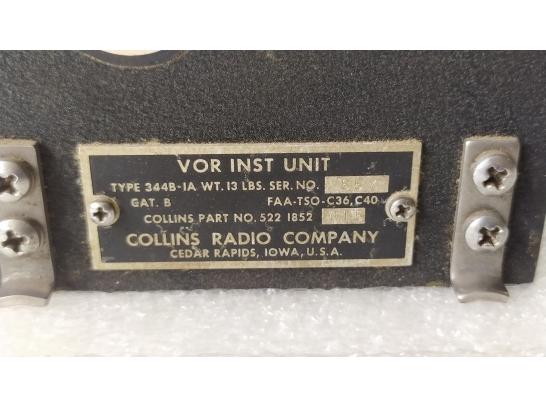 VOR INST UNIT
TYPE 344B-1A WT. 13 LBS. SER. NO.
CAT. B FAA-TSO-C36, C40
COLLINS PART NO. 522 1852
COLLINS RADIO COMPANY
CEDAR RAPIDS, IOWA, U.S.A.